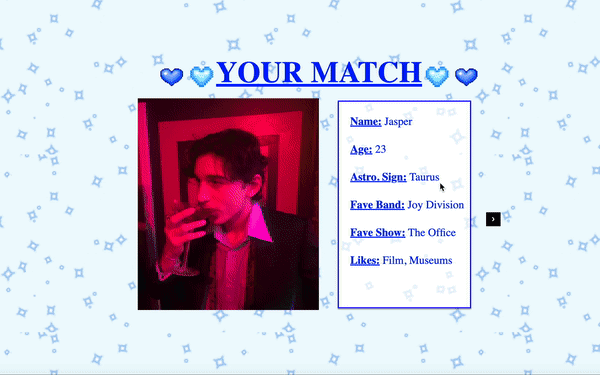 YOUR MATCH
Name: Jasper
Age: 23
Astro. Sign: Taurus
Fave Band: Joy Division
Fave Show: The Office
Likes: Film, Museums